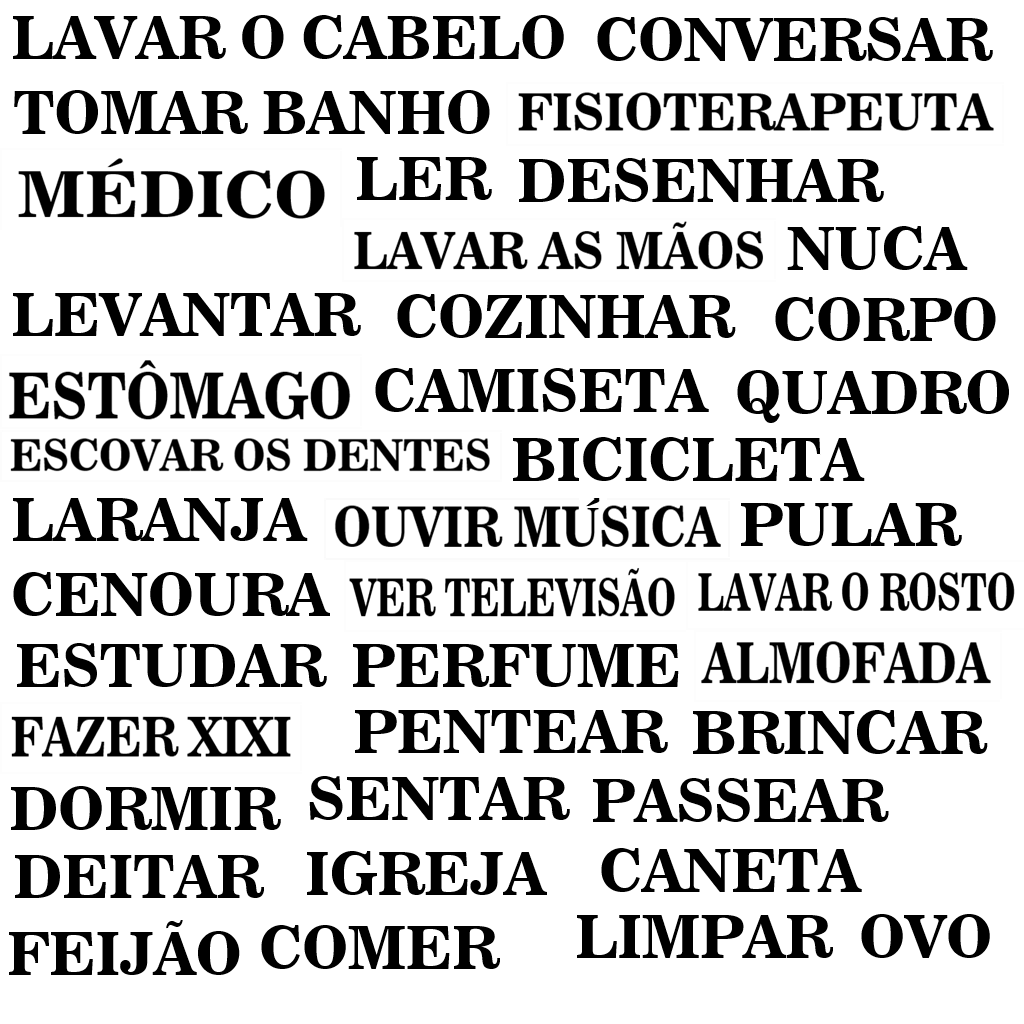 LAVAR O CABELO CONVERSAR
TOMAR BANHO FISIOTERAPEUTA
MÉDICO LER DESENHAR
LAVAR AS MÃOS NUCA
LEVANTAR COZINHAR CORPO
ESTÔMAGO CAMISETA QUADRO
ESCOVAR OS DENTES BICICLETA
LARANJA OUVIR MÚSICA PULAR
CENOURA VER TELEVISÃO LAVAR O ROSTO
ESTUDAR PERFUME ALMOFADA
FAZER XIXI PENTEAR BRINCAR
DORMIR SENTAR PASSEAR
DEITAR IGREJA CANETA
FEIJÃO COMER LIMPAR OVO